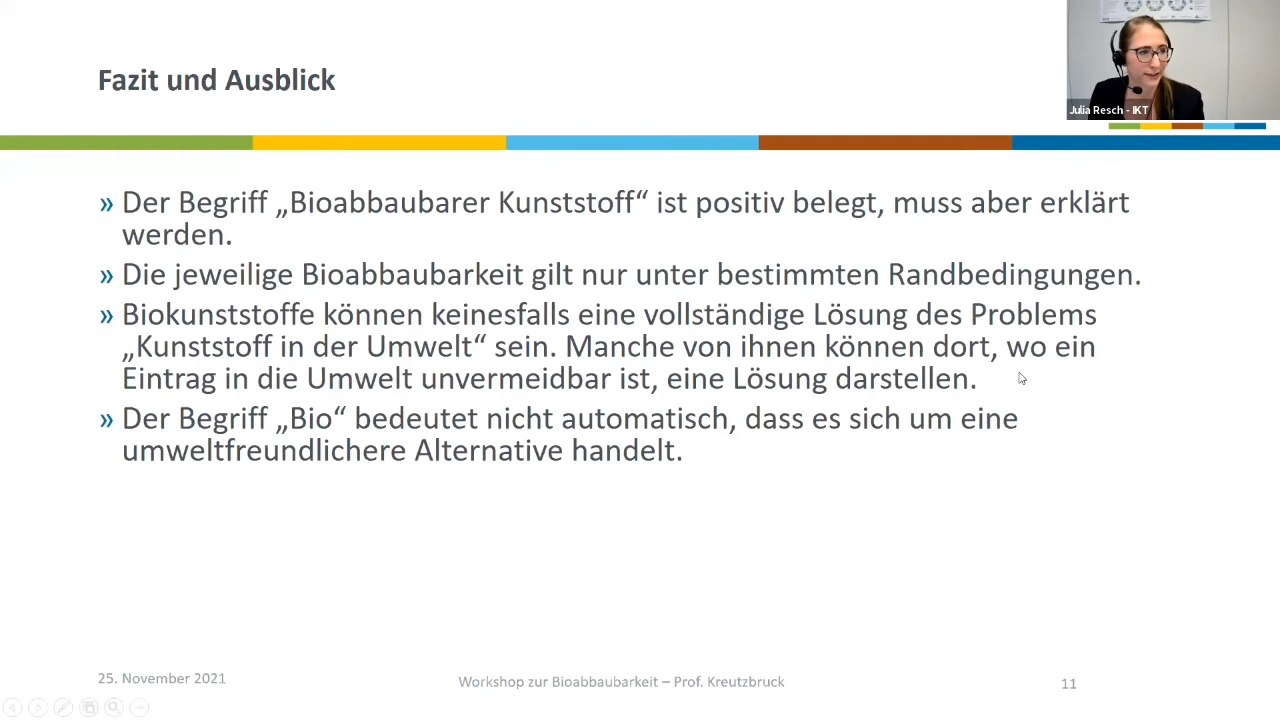 Fazit und Ausblick
Julia Resch - IKT
» Der Begriff „Bioabbaubarer Kunststoff“ ist positiv belegt, muss aber erklärt
werden.
» Die jeweilige Bioabbaubarkeit gilt nur unter bestimmten Randbedingungen.
» Biokunststoffe können keinesfalls eine vollständige Lösung des Problems
„Kunststoff in der Umwelt“ sein. Manche von ihnen können dort, wo ein
Eintrag in die Umwelt unvermeidbar ist, eine Lösung darstellen.
» Der Begriff „Bio“ bedeutet nicht automatisch, dass es sich um eine
umweltfreundlichere Alternative handelt.
25. November 2021
Workshop zur Bioabbaubarkeit – Prof. Kreutzbruck
11